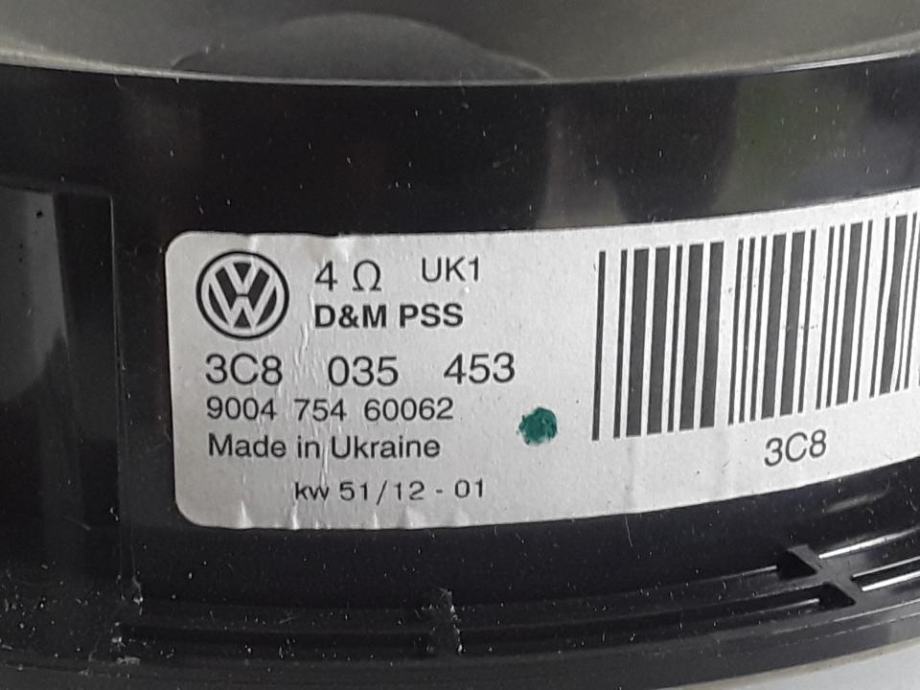 4 Ω UK1
D&M PSS
3C8 035 453
9004 754 60062
Made in Ukraine
kw 51/12 - 01
3C8